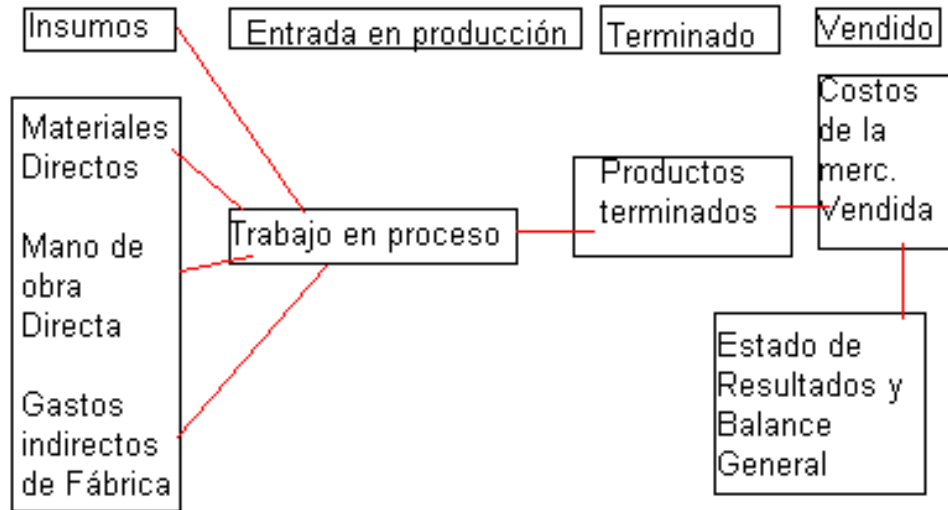 Insumos
Entrada en producción
Terminado
Vendido
Materiales
Directos
Mano de
obra
Directa
Gastos
indirectos
de Fábrica
Trabajo en proceso
Productos
terminados
Costos
de la
merc.
Vendida
Estado de
Resultados y
Balance
General